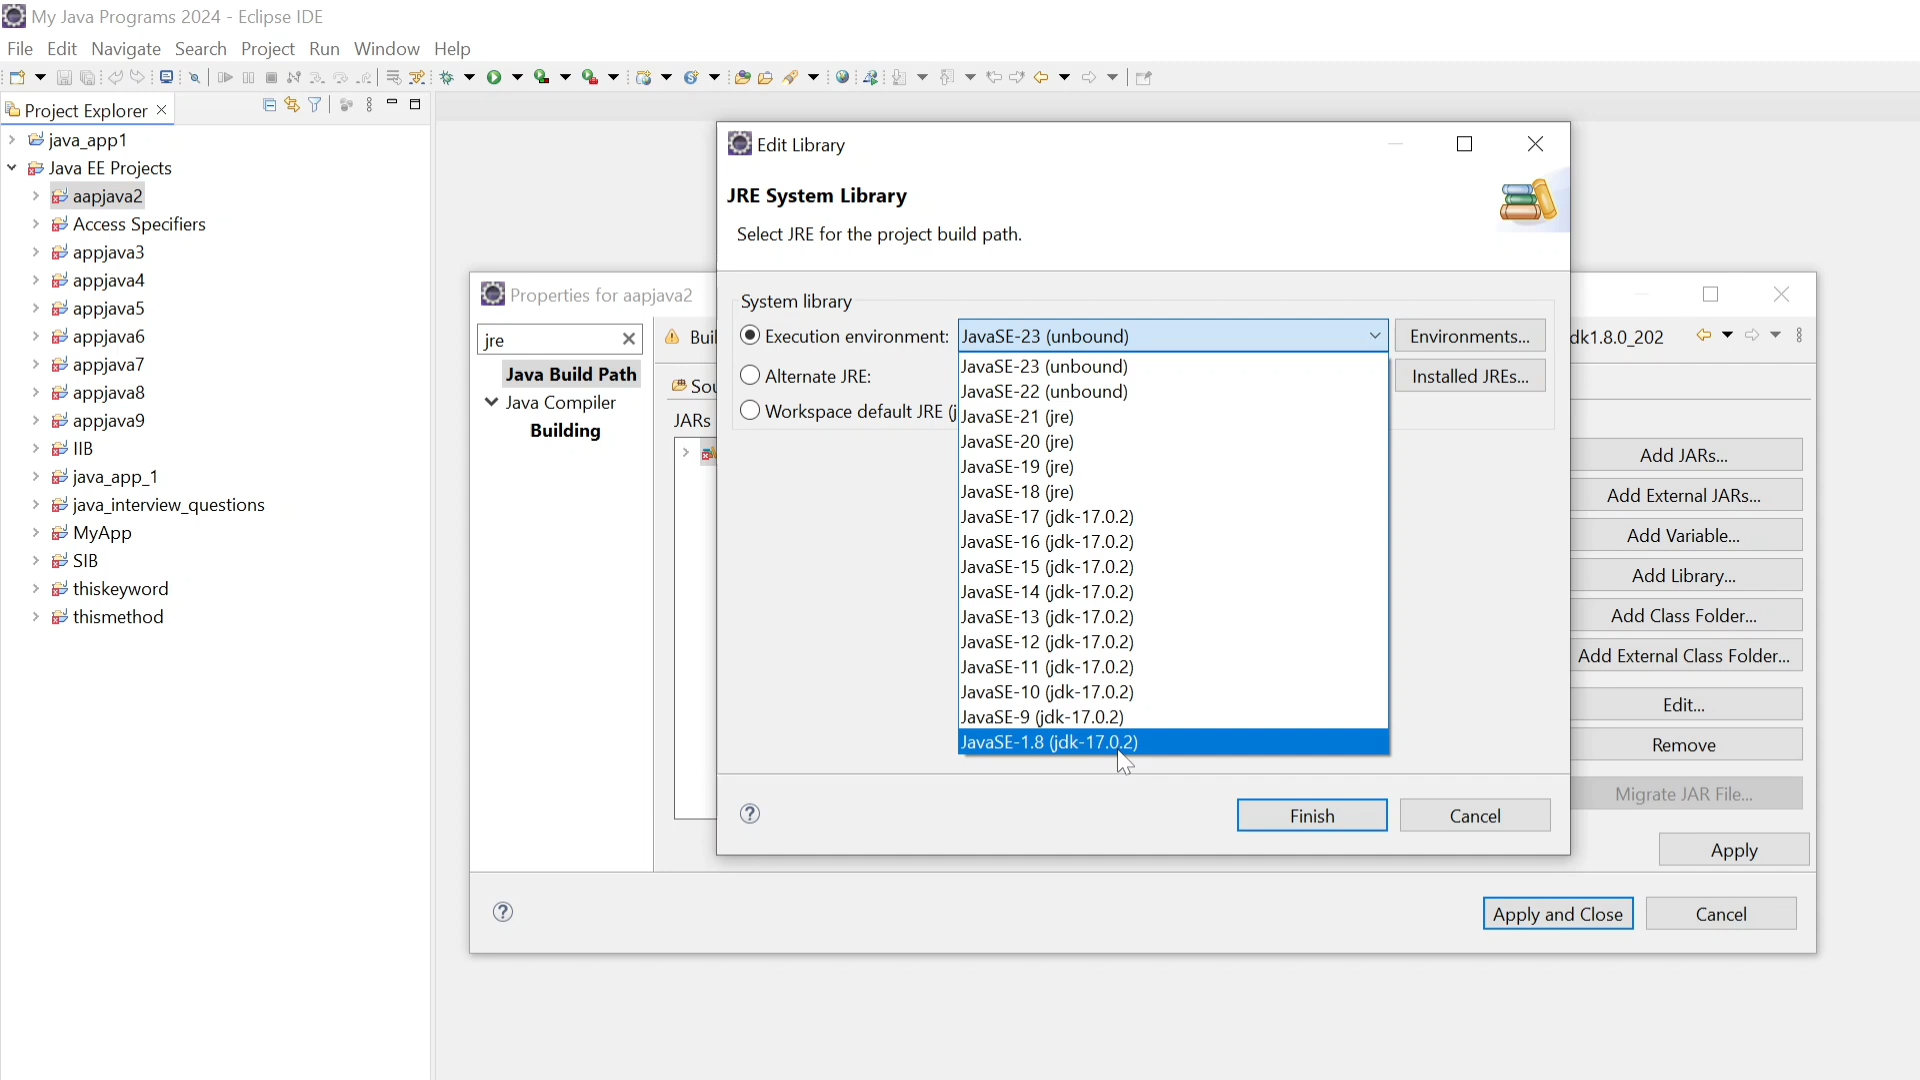 My Java Programs 2024 - Eclipse IDE
File Edit Navigate Search Project Run Window Help
Project Explorer
java_app1
Java EE Projects
aapjava2
Access Specifiers
appjava3
appjava4
appjava5
appjava6
appjava7
appjava8
appjava9
IIB
java_app_1
java_interview_questions
MyApp
SIB
thiskeyword
thismethod
Properties for aapjava2
jre
Java Build Path
Java Compiler
Building
Buil
dk1.8.0_202
Sou
JARs
Edit Library
JRE System Library
Select JRE for the project build path.
System library
Execution environment: JavaSE-23 (unbound) Environments...
Alternate JRE: Installed JREs...
Workspace default JRE (j
JavaSE-23 (unbound)
JavaSE-22 (unbound)
JavaSE-21 (jre)
JavaSE-20 (jre)
JavaSE-19 (jre)
JavaSE-18 (jre)
JavaSE-17 (jdk-17.0.2)
JavaSE-16 (jdk-17.0.2)
JavaSE-15 (jdk-17.0.2)
JavaSE-14 (jdk-17.0.2)
JavaSE-13 (jdk-17.0.2)
JavaSE-12 (jdk-17.0.2)
JavaSE-11 (jdk-17.0.2)
JavaSE-10 (jdk-17.0.2)
JavaSE-9 (jdk-17.0.2)
JavaSE-1.8 (jdk-17.0.2)
Finish Cancel
Add JARs...
Add External JARs...
Add Variable...
Add Library...
Add Class Folder...
Add External Class Folder...
Edit...
Remove
Migrate JAR File...
Apply
Apply and Close Cancel